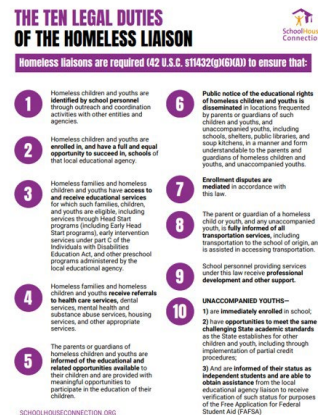 THE TEN LEGAL DUTIES
OF THE HOMELESS LIAISON
SchoolHous
Connectio
Homeless liaisons are required (42 U.S.C. s11432(g)(6)(A)) to ensure that:
1
Homeless children and youths are
identified by school personnel
through outreach and coordination
activities with other entities and
agencies.
2
Homeless children and youths are
enrolled in, and have a full and equal
opportunity to succeed in, schools of
that local educational agency.
3
Homeless families and homeless
children and youths have access to
and receive educational services
for which such families, children,
and youths are eligible, including
services through Head Start
programs (including Early Head
Start programs), early intervention
services under part C of the
Individuals with Disabilities
Education Act, and other preschool
programs administered by the
local educational agency.
4
Homeless families and homeless
children and youths receive referrals
to health care services, dental
services, mental health and
substance abuse services, housing
services, and other appropriate
services.
5
The parents or guardians of
homeless children and youths are
informed of the educational and
related opportunities available to
their children and are provided with
meaningful opportunities to
participate in the education of their
children.
6
Public notice of the educational rights
of homeless children and youths is
disseminated in locations frequented
by parents or guardians of such
children and youths, and
unaccompanied youths, including
schools, shelters, public libraries, and
soup kitchens, in a manner and form
understandable to the parents and
guardians of homeless children and
youths, and unaccompanied youths.
7
Enrollment disputes are
mediated in accordance with
this law.
8
The parent or guardian of a homeless
child or youth, and any unaccompanied
youth, is fully informed of all
transportation services, including
transportation to the school of origin, an
is assisted in accessing transportation.
9
School personnel providing services
under this law receive professional
development and other support.
10
UNACCOMPANIED YOUTHS—
1) are immediately enrolled in school;
2) have opportunities to meet the same
challenging State academic standards
as the State establishes for other
children and youth, including through
implementation of partial credit
procedures;
3) And are informed of their status as
independent students and are able to
obtain assistance from the local
educational agency liaison to receive
verification of such status for purposes
of the Free Application for Federal
Student Aid (FAFSA)
SCHOOLHOUSECONNECTION.ORG